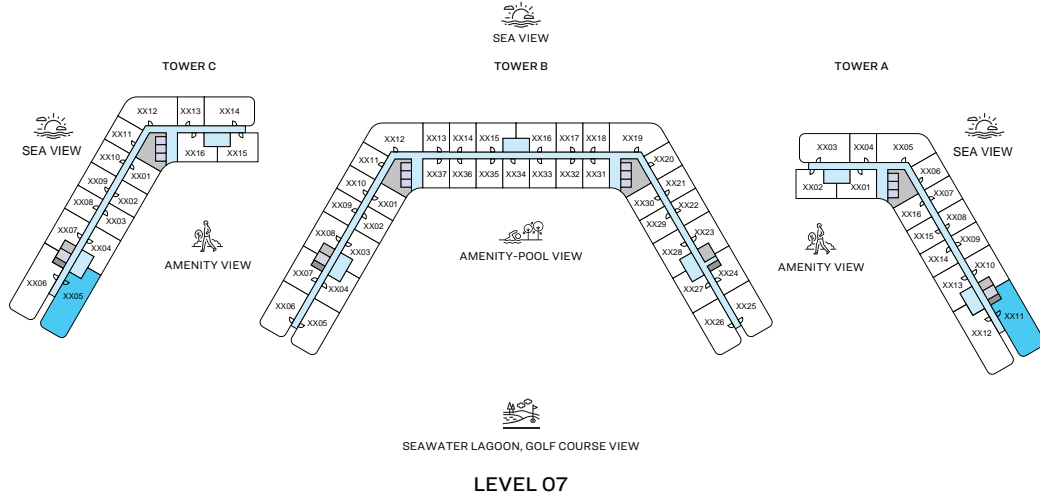 SEA VIEW
TOWER C
TOWER B
TOWER A
SEA VIEW
SEA VIEW
XX12
XX13
XX14
XX11
XX10
XX09
XX08
XX07
XX06
XX16
XX15
XX01
XX02
XX03
XX04
XX05
AMENITY VIEW
XX12
XX13
XX14
XX15
XX16
XX17
XX18
XX19
XX11
XX10
XX09
XX08
XX07
XX06
XX37
XX36
XX35
XX34
XX33
XX32
XX31
XX01
XX02
XX03
XX04
XX05
XX20
XX21
XX22
XX23
XX24
XX25
XX30
XX29
XX28
XX27
XX26
AMENITY-POOL VIEW
XX03
XX04
XX05
XX02
XX01
XX06
XX07
XX08
XX09
XX10
XX11
XX16
XX15
XX14
XX13
XX12
AMENITY VIEW
SEAWATER LAGOON, GOLF COURSE VIEW
LEVEL 07